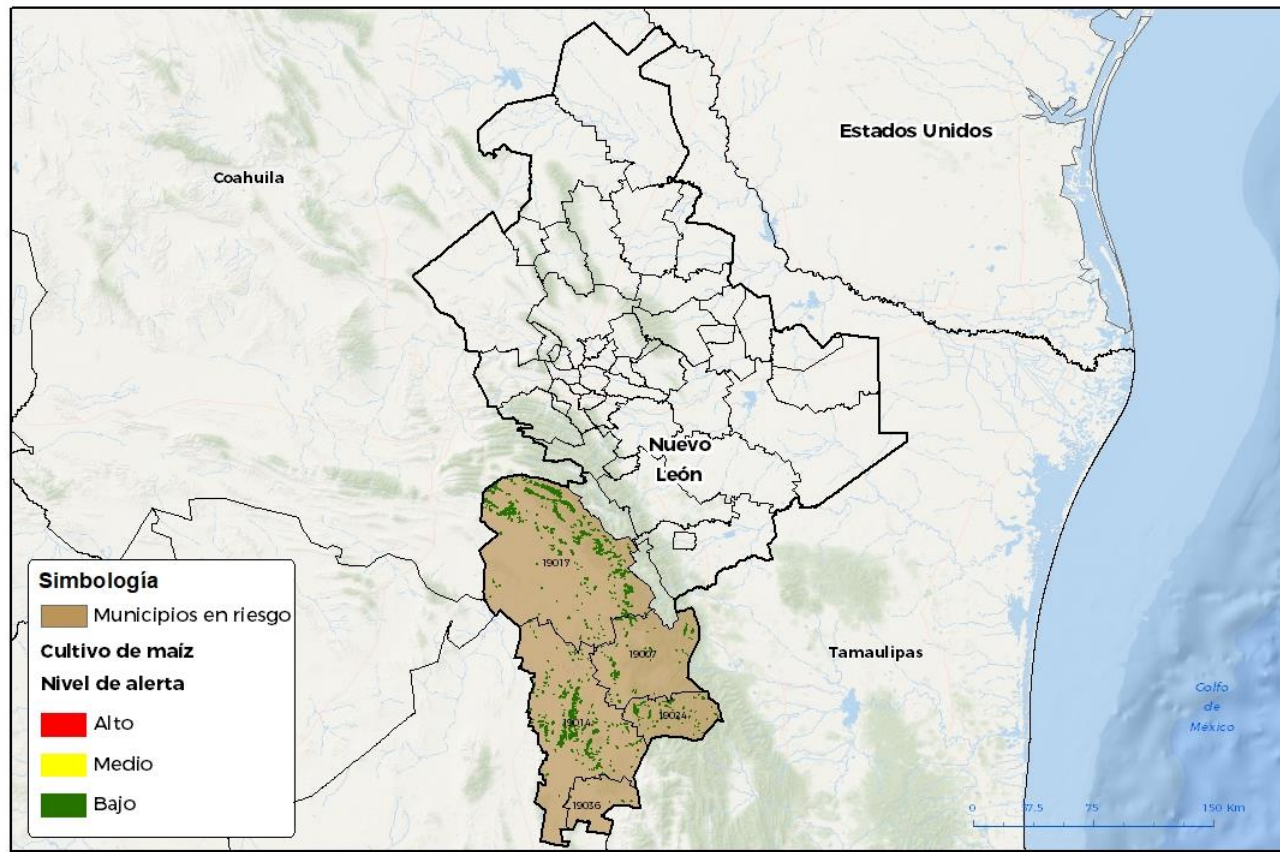 Estados Unidos
Coahuila
Nuevo
León
19017
19007
19014
19024
19036
Tamaulipas
Golfo
de
México
Simbología
Municipios en riesgo
Cultivo de maíz
Nivel de alerta
Alto
Medio
Bajo
0 37.5 75 150 Km